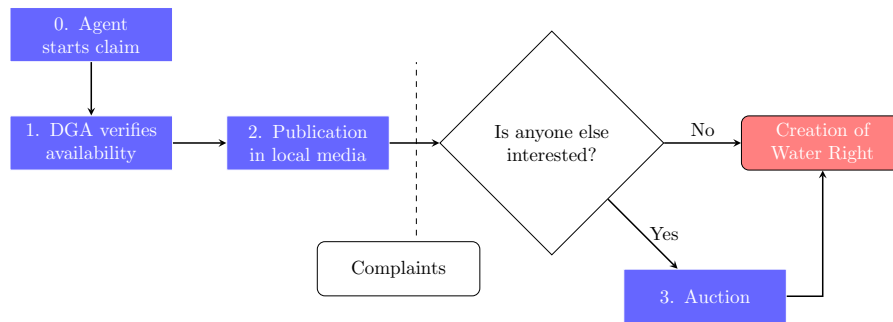 0. Agent
starts claim
1. DGA verifies
availability
2. Publication
in local media
Is anyone else
interested?
No
Creation of
Water Right
Yes
Complaints
3. Auction